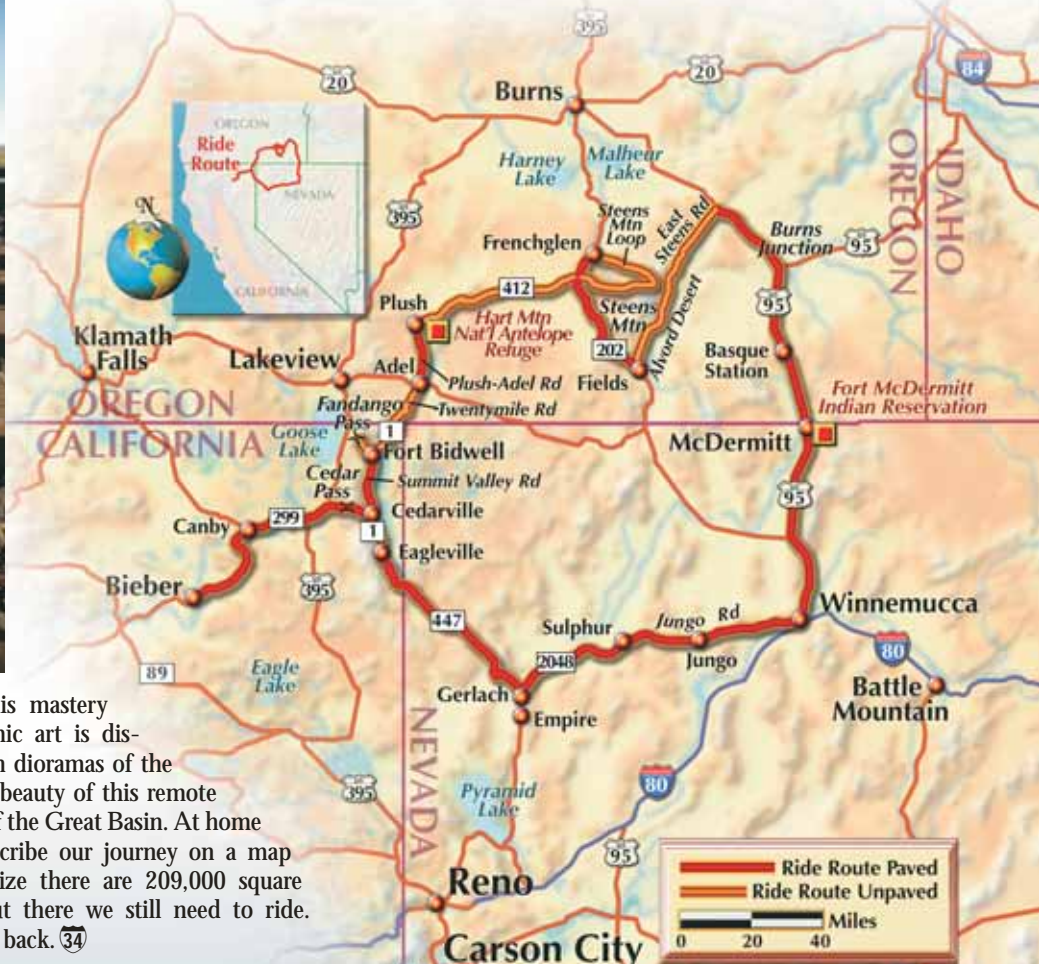 395
20
20
84
Burns
OREGON
Ride
Route
NEVADA
CALIFORNIA
N
Harney
Lake
Malheur
Lake
OREGON
IDAHO
395
Steens
Mtn
Loop
East
Steens Rd
Frenchglen
Burns
Junction
95
412
Plush
Steens
Mtn
Alvord Desert
95
Hart Mtn
Nat'l Antelope
Refuge
Klamath
Falls
Lakeview
Adel
202
Basque
Station
Plush-Adel Rd
Fields
Fort McDermitt
Indian Reservation
OREGON
Fandango
Pass
Twentymile Rd
CALIFORNIA
Goose
Lake
1
McDermitt
Fort Bidwell
Cedar
Pass
Summit Valley Rd
95
Canby
299
Cedarville
1
Eagleville
Bieber
395
Winnemucca
447
Sulphur
Jungo Rd
Jungo
80
89
Eagle
Lake
2048
Gerlach
Battle
Mountain
Empire
NEVADA
395
Pyramid
Lake
80
95
Reno
Carson City
Ride Route Paved
Ride Route Unpaved
Miles
0 20 40
is mastery
nic art is dis-
n dioramas of the
beauty of this remote
f the Great Basin. At home
cribe our journey on a map
ize there are 209,000 square
ut there we still need to ride.
back. 34